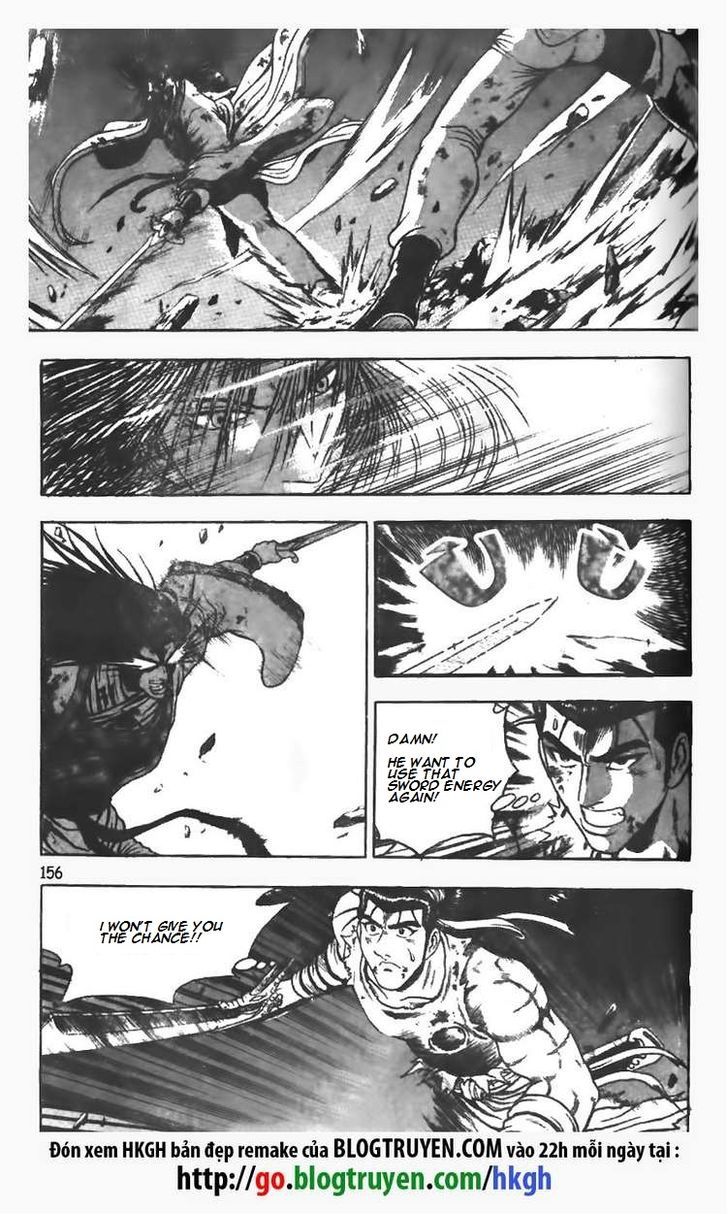 DAMN!
HE WANT TO
USE THAT
SWORD ENERGY
AGAIN!
156
I WON'T GIVE YOU
THE CHANCE!!
Đón xem HKGH bản đẹp remake của BLOGTRUYEN.COM vào 22h mỗi ngày tại :
http://go.blogtruyen.com/hkgh